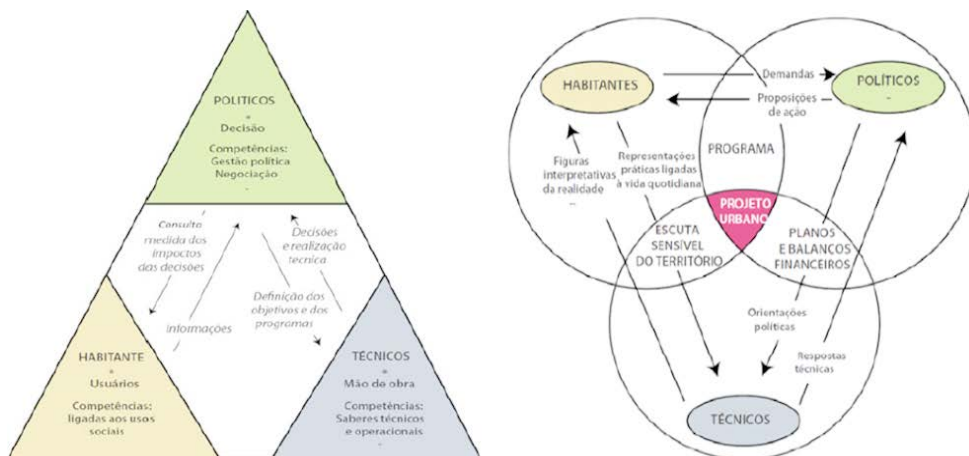 POLITICOS
+
Decisão
Competências:
Gestão política
Negociação
-
Consulta
medida dos
impactos
das decisões
Decisões
e realização
tecnica
Informações
Definição dos
objetivos e dos
programas
HABITANTE
+
Usuários
Competências:
ligadas aos usos
sociais
-
TÉCNICOS
+
Mão de obra
Competências:
Saberes técnicos
e operacionais
-
HABITANTES
Demandas
POLÍTICOS
-
Proposições
de ação
PROGRAMA
Figuras
interpretativas
da realidade
--
Representações
práticas ligadas
à vida quotidiana
PROJETO
URBANO
ESCUTA
SENSÍVEL
DO TERRITÓRIO
PLANOS
E BALANÇOS
FINANCEIROS
Orientações
políticas
Respostas
técnicas
TÉCNICOS